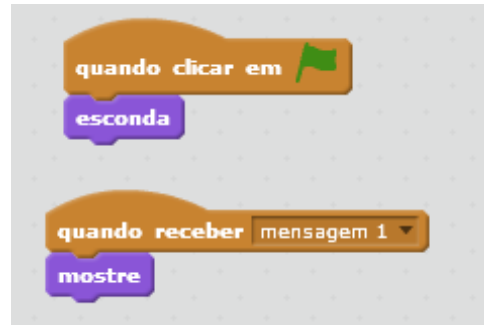 quando clicar em
esconda
quando receber mensagem 1
mostre